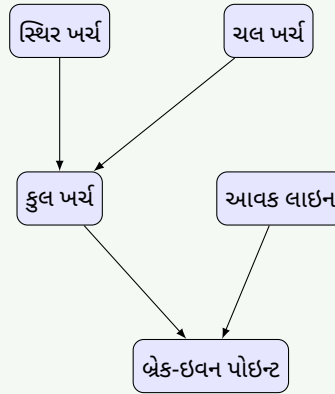 સ્થિર ખર્ચ
ચલ ખર્ચ
કુલ ખર્ચ
આવક લાઇન
બ્રેક-ઇવન પોઇન્ટ